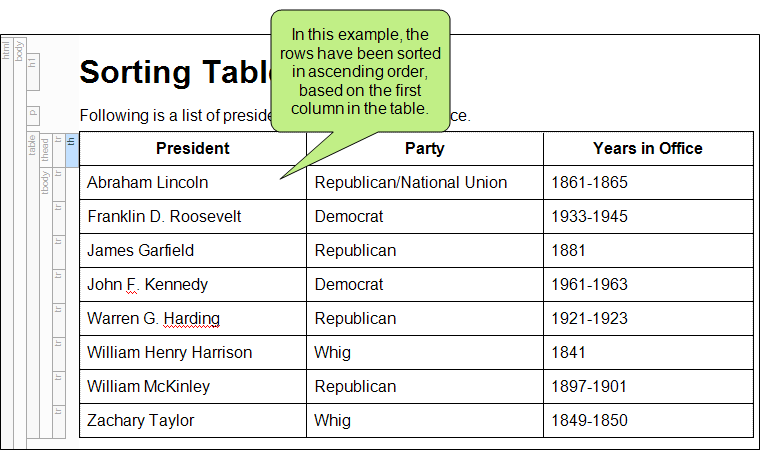 In this example, the
rows have been sorted
in ascending order,
based on the first
column in the table.
html
body
h1
Sorting Tabl
p
Following is a list of preside
ce.
table
thead
tr
th
President Party Years in Office
tbody
tr
Abraham Lincoln Republican/National Union 1861-1865
tr
Franklin D. Roosevelt Democrat 1933-1945
tr
James Garfield Republican 1881
tr
John F. Kennedy Democrat 1961-1963
tr
Warren G. Harding Republican 1921-1923
tr
William Henry Harrison Whig 1841
tr
William McKinley Republican 1897-1901
tr
Zachary Taylor Whig 1849-1850